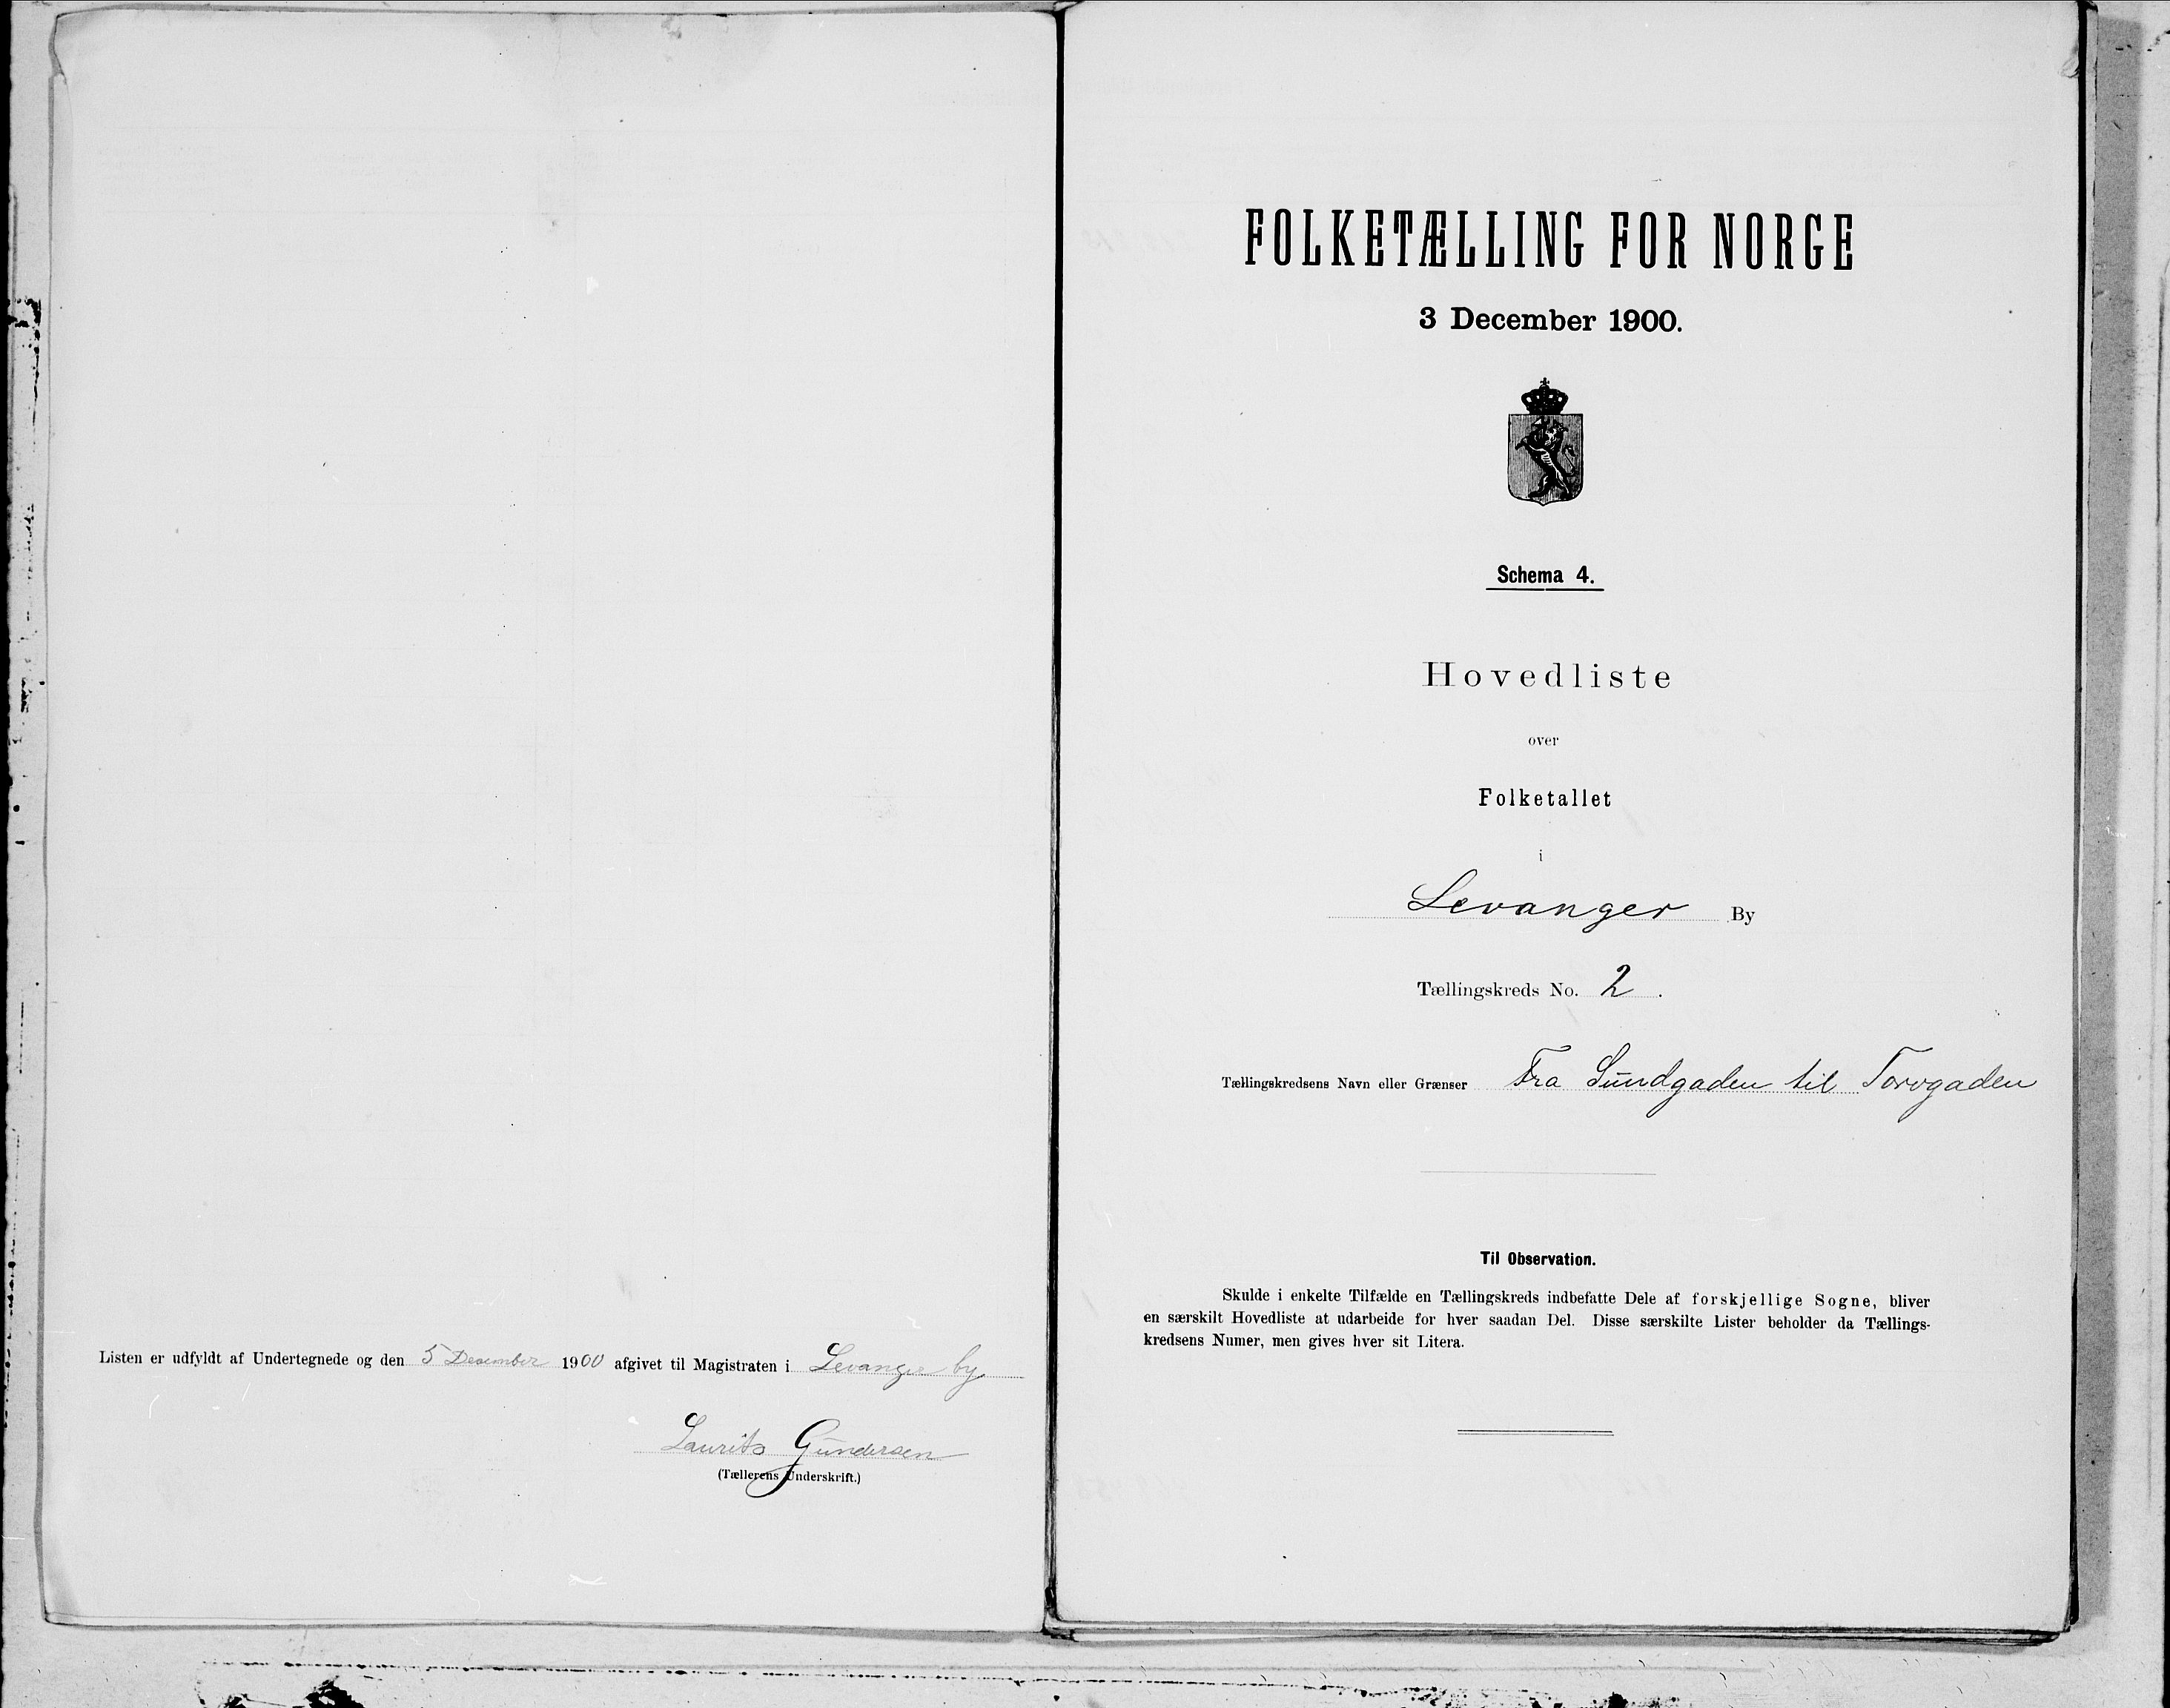 Listen er udfyldt af Undertegnede og den 5 Desember 1900 afgivet til Magistraten i Levanger by
Laurits Gundersen
(Tællerens Underskrift.)
FOLKETÆLLING FOR NORGE
3 December 1900.
Schema 4.
Hovedliste
over
Folketallet
i
Levanger By
Tællingskreds No. 2.
Tællingskredsens Navn eller Grænser Fra Sundgaden til Torvgaden
Til Observation.
Skulde i enkelte Tilfælde en Tællingskreds indbefatte Dele af forskjellige Sogne, bliver
en særskilt Hovedliste at udarbeide for hver saadan Del. Disse særskilte Lister beholder da Tællings-
kredsens Numer, men gives hver sit Litera.